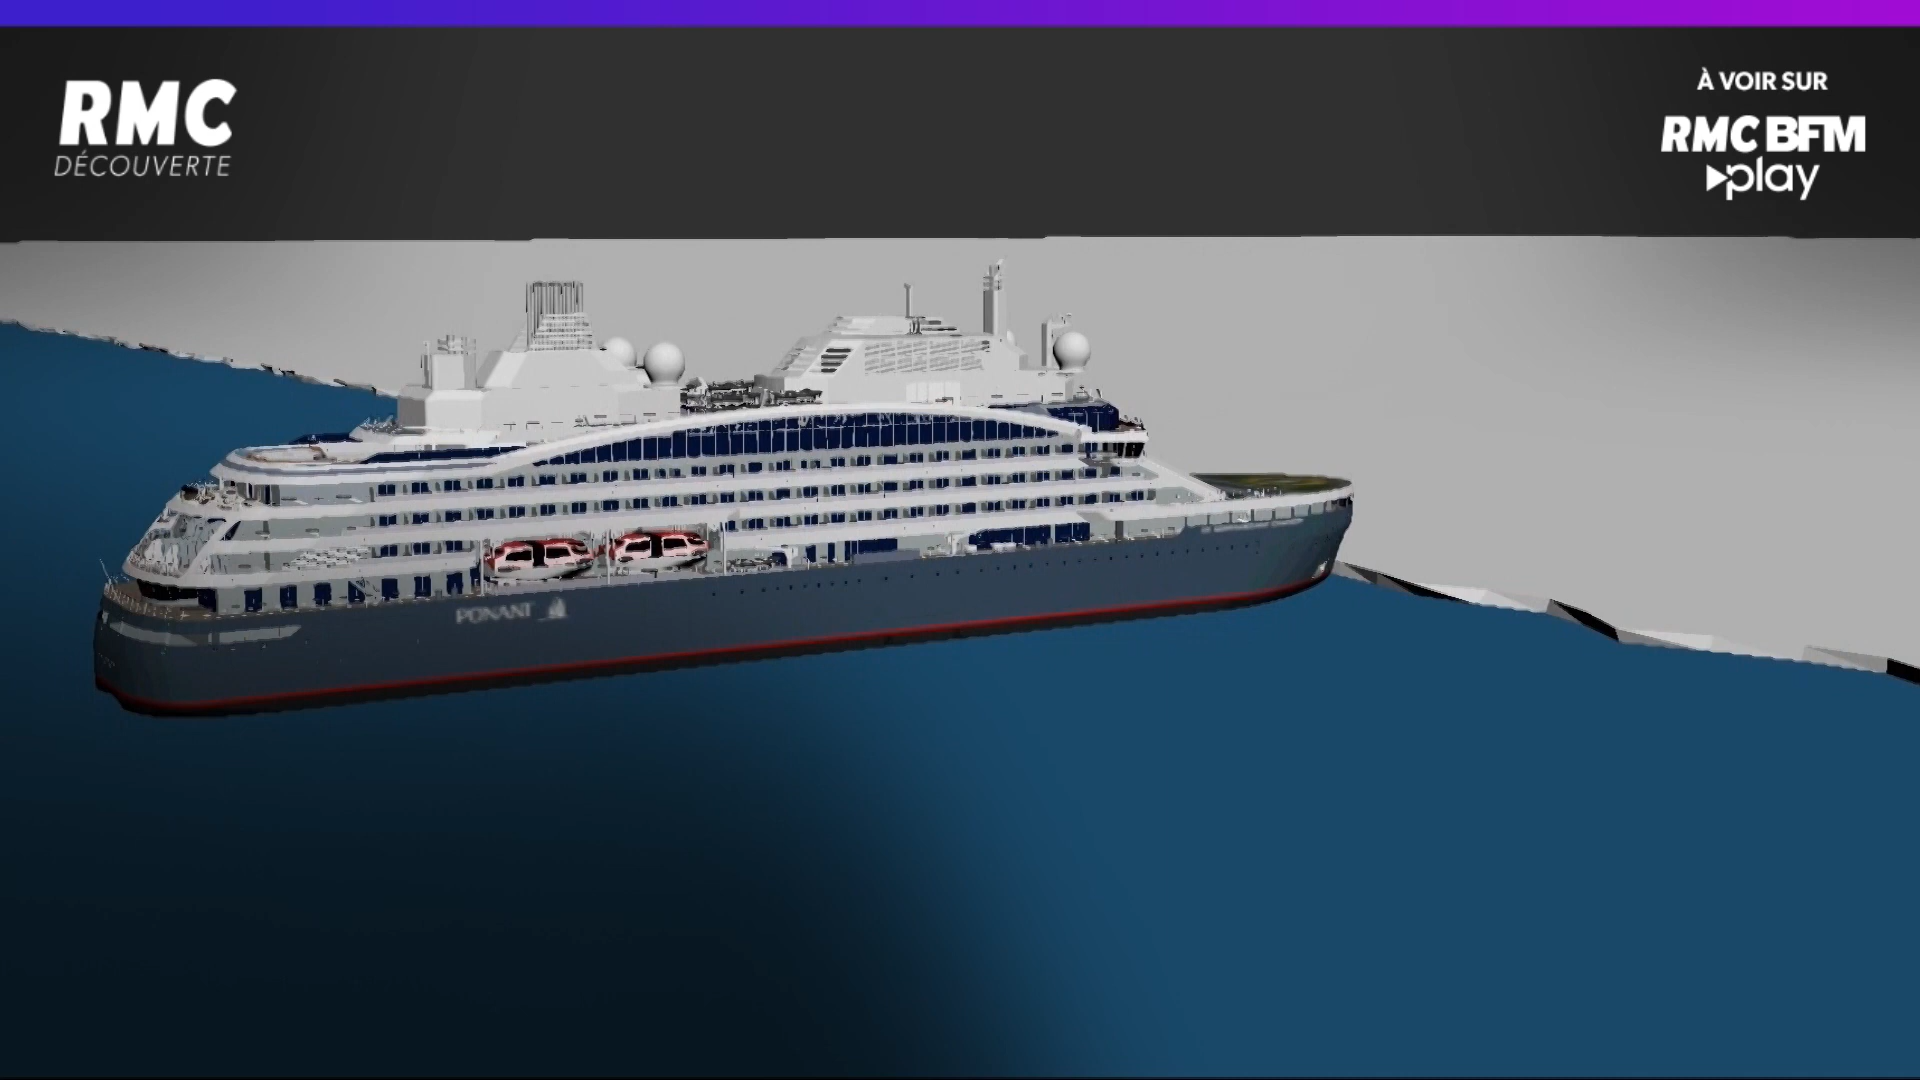 RMC
DÉCOUVERTE
À VOIR SUR
RMC BFM
play
PONANT